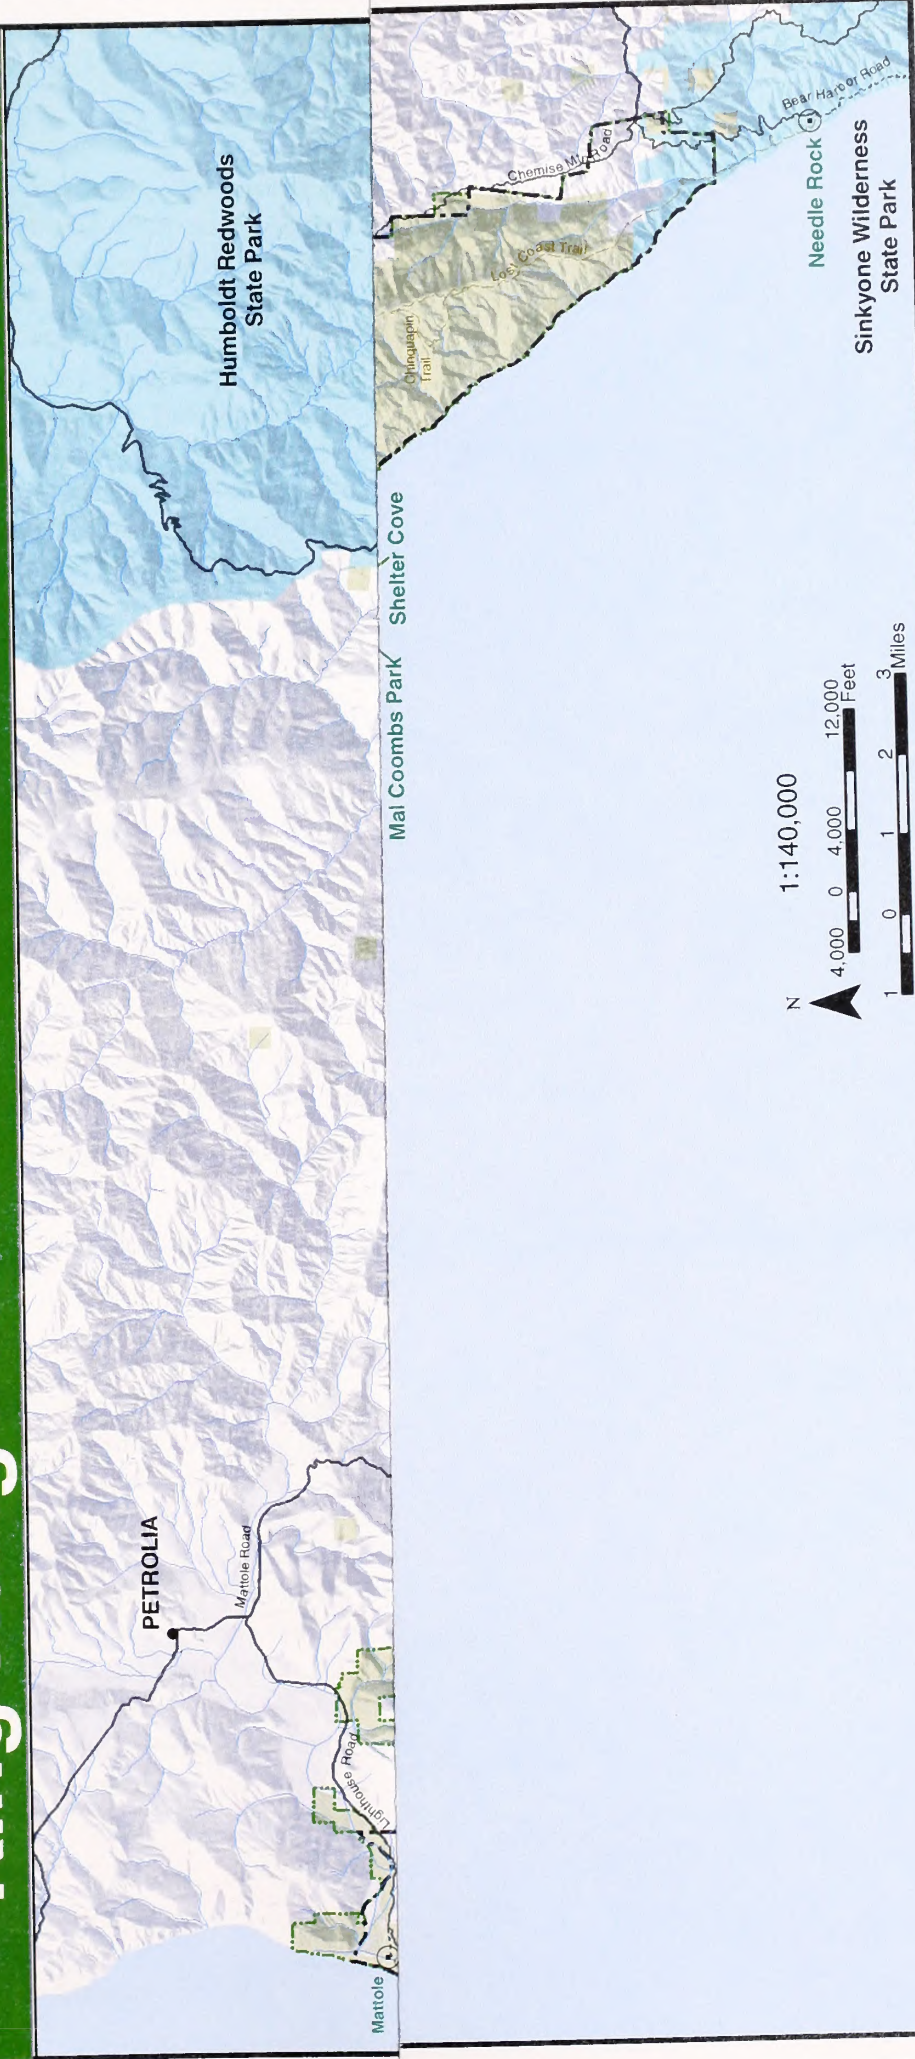 Humboldt Redwoods
State Park
PETROLIA
Mattole Road
Lighthouse Road
Mattole
Mal Coombs Park
Shelter Cove
Chinquapin
Trail
Lost Coast Trail
Chemise Mtn Road
Bear Harbor Road
Needle Rock
Sinkyone Wilderness
State Park
N
1:140,000
4,000 0 4,000 12,000
Feet
1 0 1 2 3
Miles